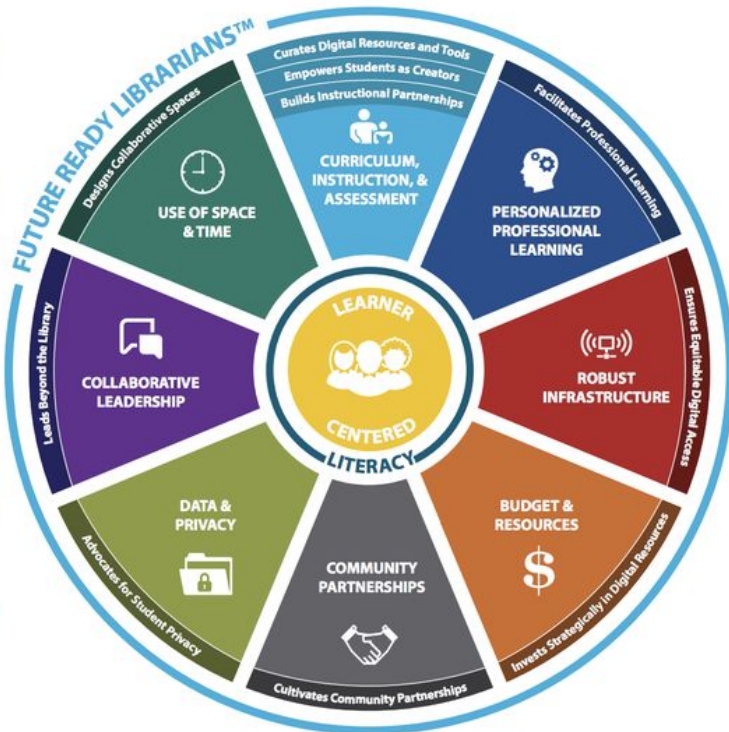 FUTURE READY LIBRARIANS™
Curates Digital Resources and Tools
Empowers Students as Creators
Builds Instructional Partnerships
CURRICULUM,
INSTRUCTION, &
ASSESSMENT
Facilitates Professional Learning
PERSONALIZED
PROFESSIONAL
LEARNING
Ensures Equitable Digital Access
ROBUST
INFRASTRUCTURE
Invests Strategically in Digital Resources
BUDGET &
RESOURCES
$
Cultivates Community Partnerships
COMMUNITY
PARTNERSHIPS
Advocates for Student Privacy
DATA &
PRIVACY
Leads Beyond the Library
COLLABORATIVE
LEADERSHIP
Designs Collaborative Spaces
USE OF SPACE
& TIME
LEARNER
CENTERED
LITERACY